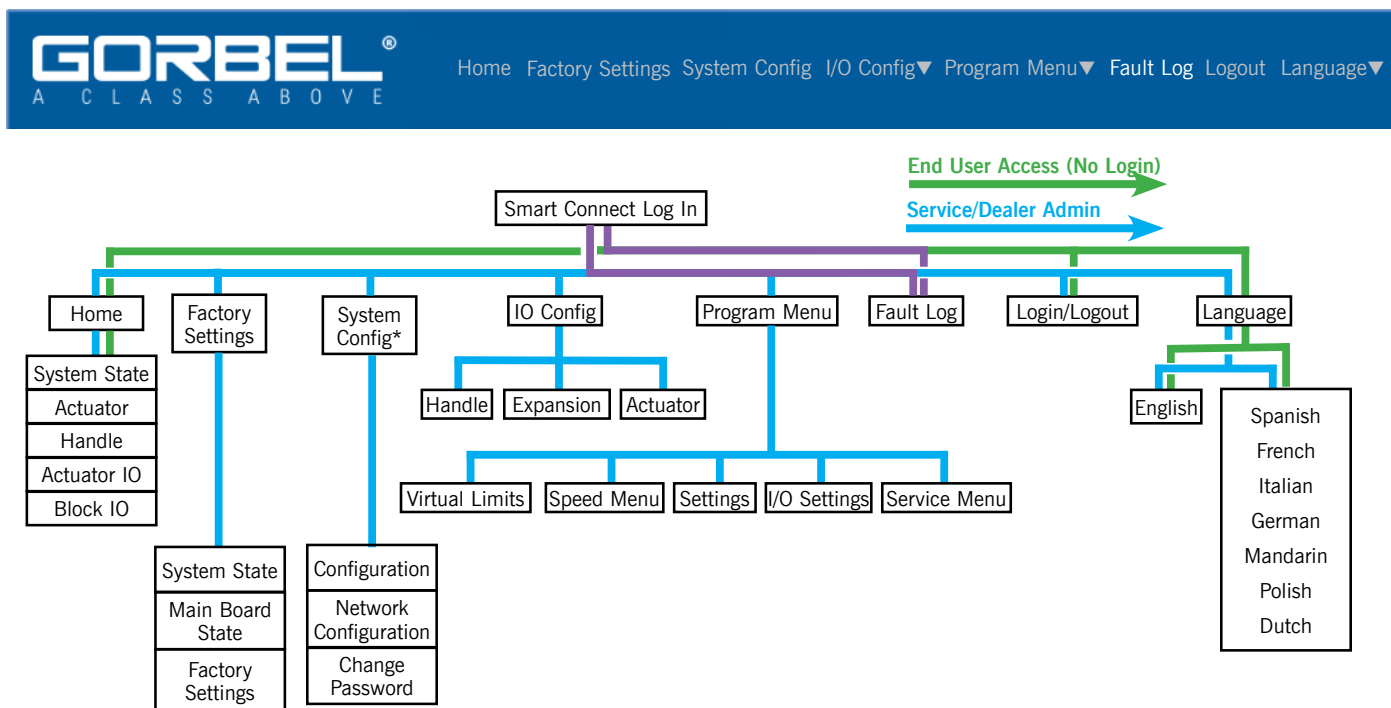 GORBEL®
A CLASS ABOVE
Home Factory Settings System Config I/O Config▼ Program Menu▼ Fault Log Logout Language▼
End User Access (No Login)
Service/Dealer Admin
Smart Connect Log In
Home
Factory
Settings
System
Config*
IO Config
Program Menu
Fault Log
Login/Logout
Language
System State
Actuator
Handle
Actuator IO
Block IO
Handle
Expansion
Actuator
English
Spanish
French
Italian
German
Mandarin
Polish
Dutch
Virtual Limits
Speed Menu
Settings
I/O Settings
Service Menu
System State
Main Board
State
Factory
Settings
Configuration
Network
Configuration
Change
Password